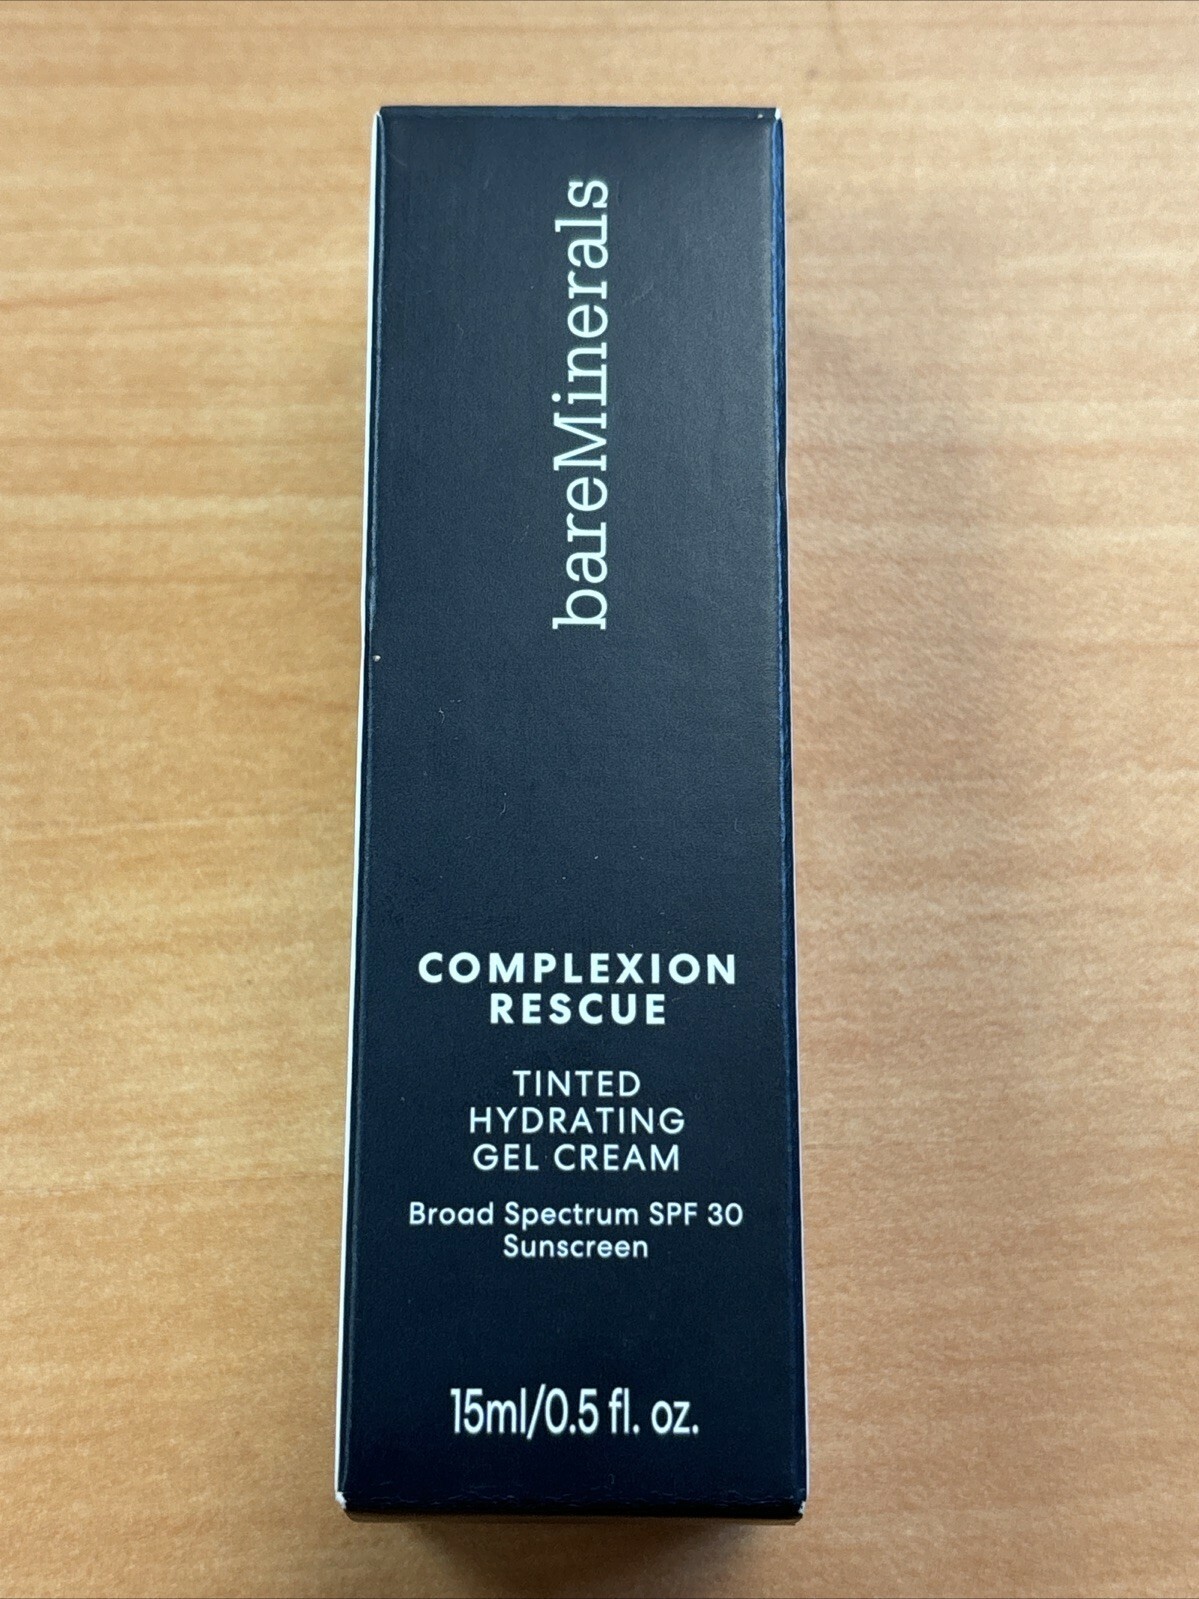 bareMinerals
COMPLEXION
RESCUE
TINTED
HYDRATING
GEL CREAM
Broad Spectrum SPF 30
Sunscreen
15ml/0.5 fl. oz.